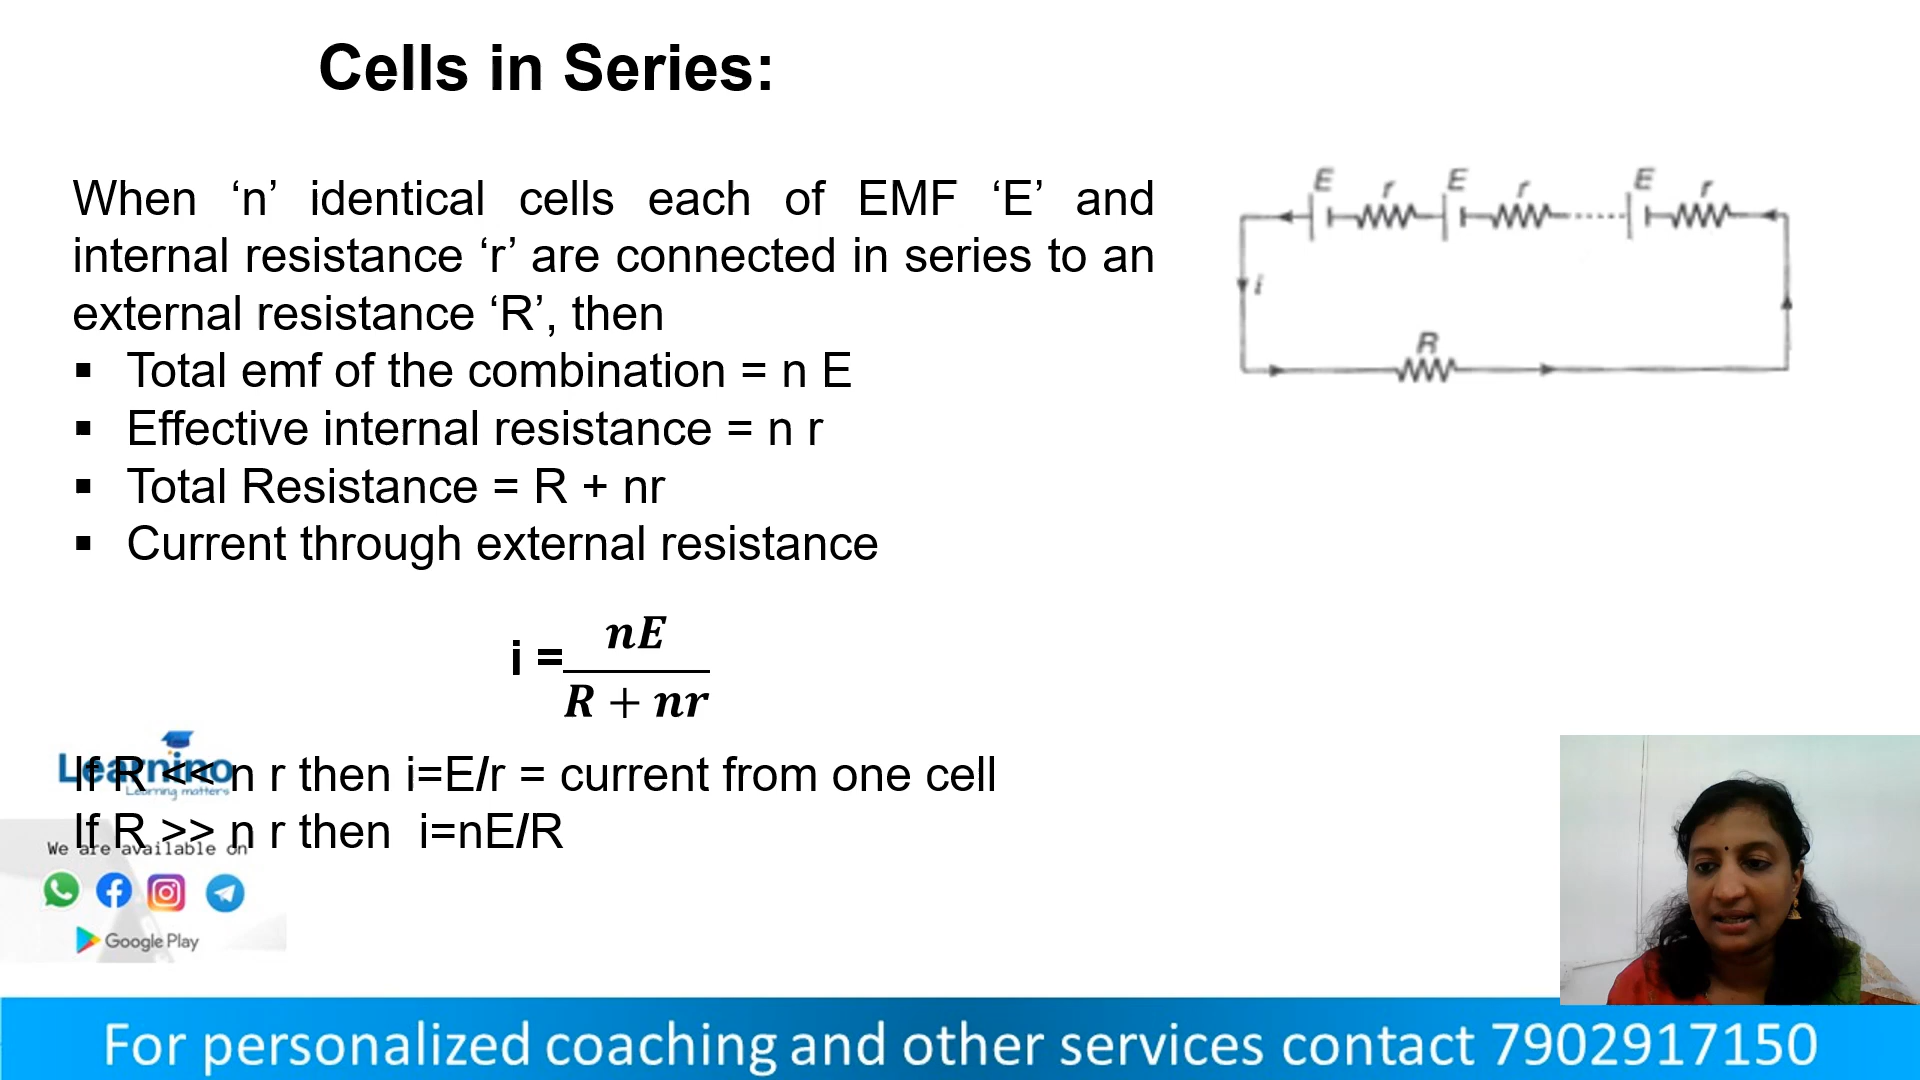 Cells in Series:
When ‘n’ identical cells each of EMF ‘E’ and
internal resistance ‘r’ are connected in series to an
external resistance ‘R’, then
▪ Total emf of the combination = n E
▪ Effective internal resistance = n r
▪ Total Resistance = R + nr
▪ Current through external resistance
i = nE / R + nr
If R << n r then i=E/r = current from one cell
If R >> n r then i=nE/R
E r E r E r
i
R
Learnino
Learning matters
We are available on
Google Play
For personalized coaching and other services contact 7902917150